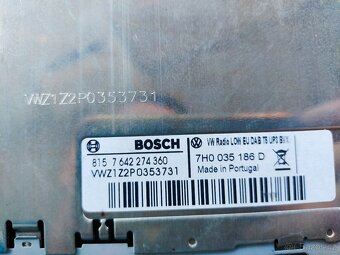 VWZ1Z2P0353731
BOSCH
815 7 642 274 360
VWZ1Z2P0353731
VW Radio LOW EU DAB T5 UP2
7H0 035 186 D
Made in Portugal